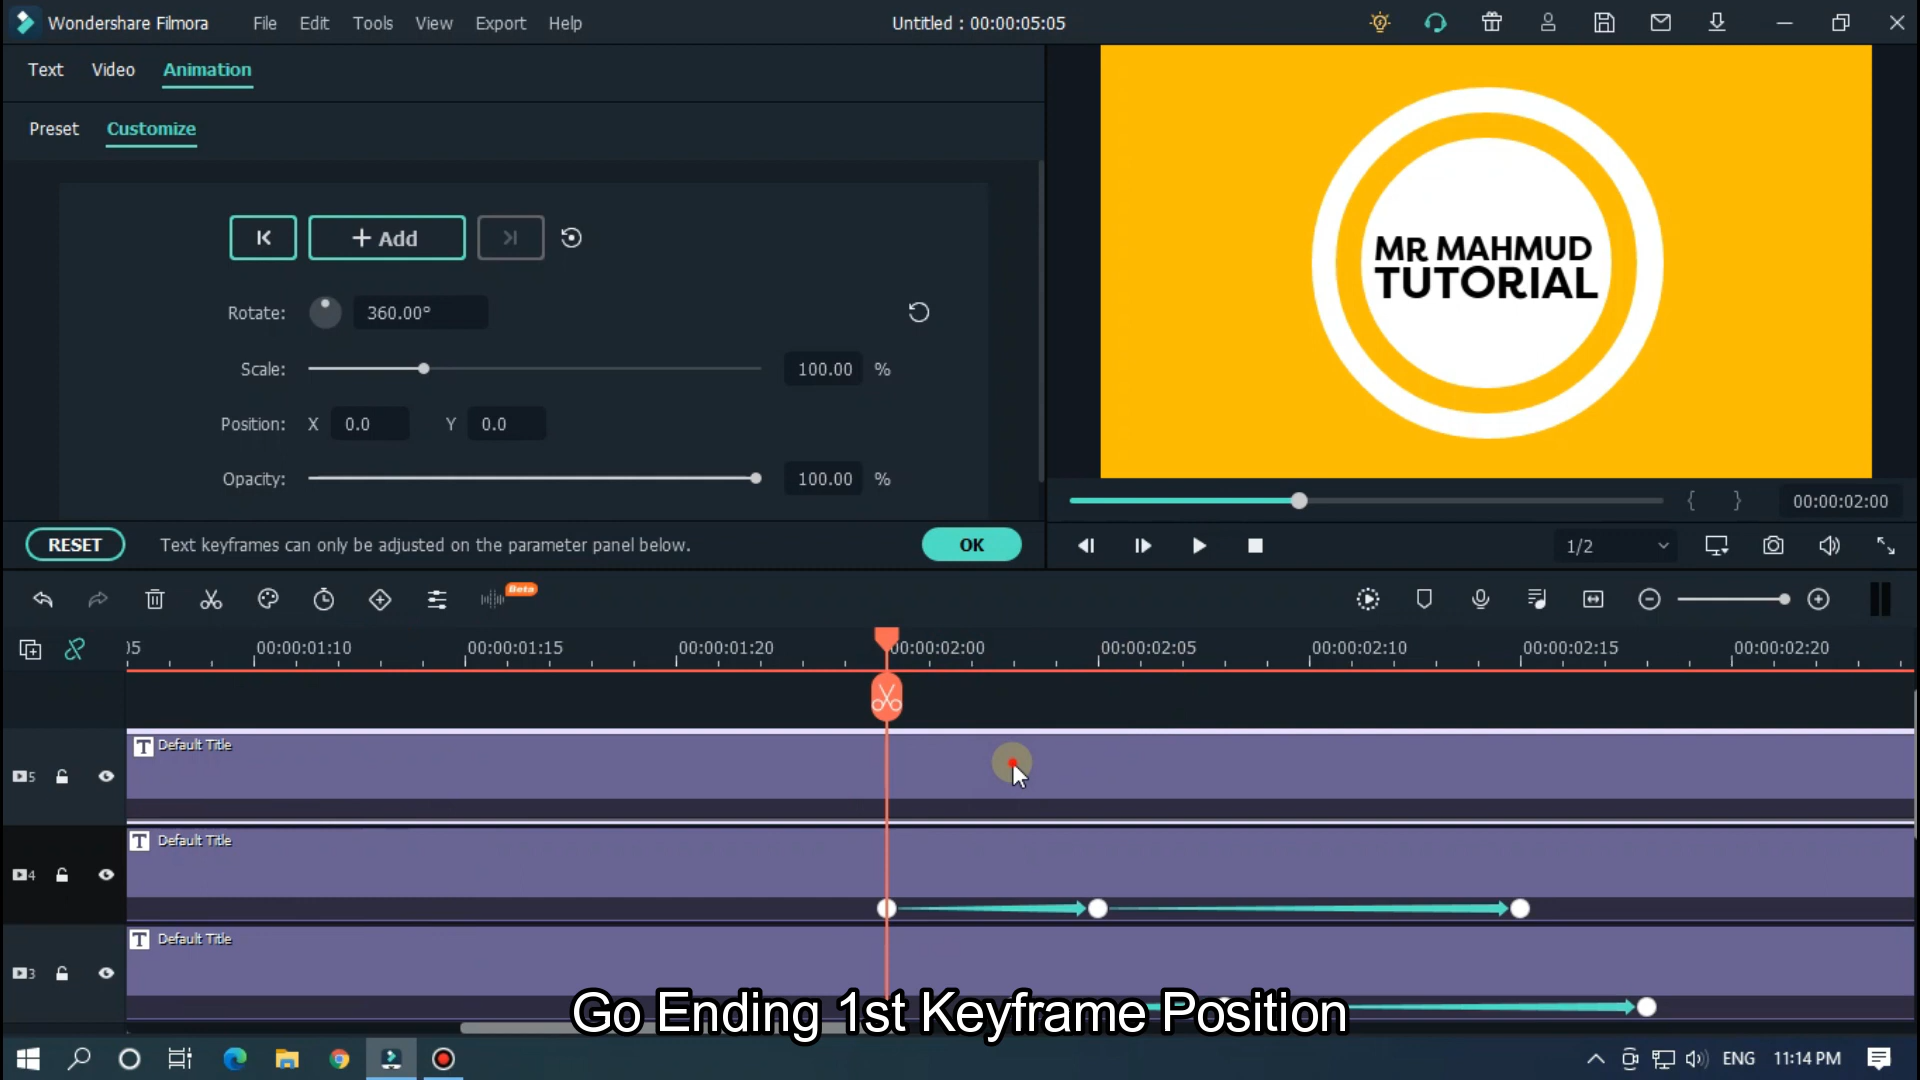 Wondershare Filmora File Edit Tools View Export Help Untitled : 00:00:05:05
Text Video Animation
Preset Customize
+ Add
Rotate: 360.00°
Scale: 100.00 %
Position: X 0.0 Y 0.0
Opacity: 100.00 %
RESET Text keyframes can only be adjusted on the parameter panel below. OK
MR MAHMUD
TUTORIAL
{ } 00:00:02:00
1/2
Beta
05 00:00:01:10 00:00:01:15 00:00:01:20 00:00:02:00 00:00:02:05 00:00:02:10 00:00:02:15 00:00:02:20
T Default Title
5
T Default Title
4
T Default Title
3
Go Ending 1st Keyframe Position
ENG 11:14 PM